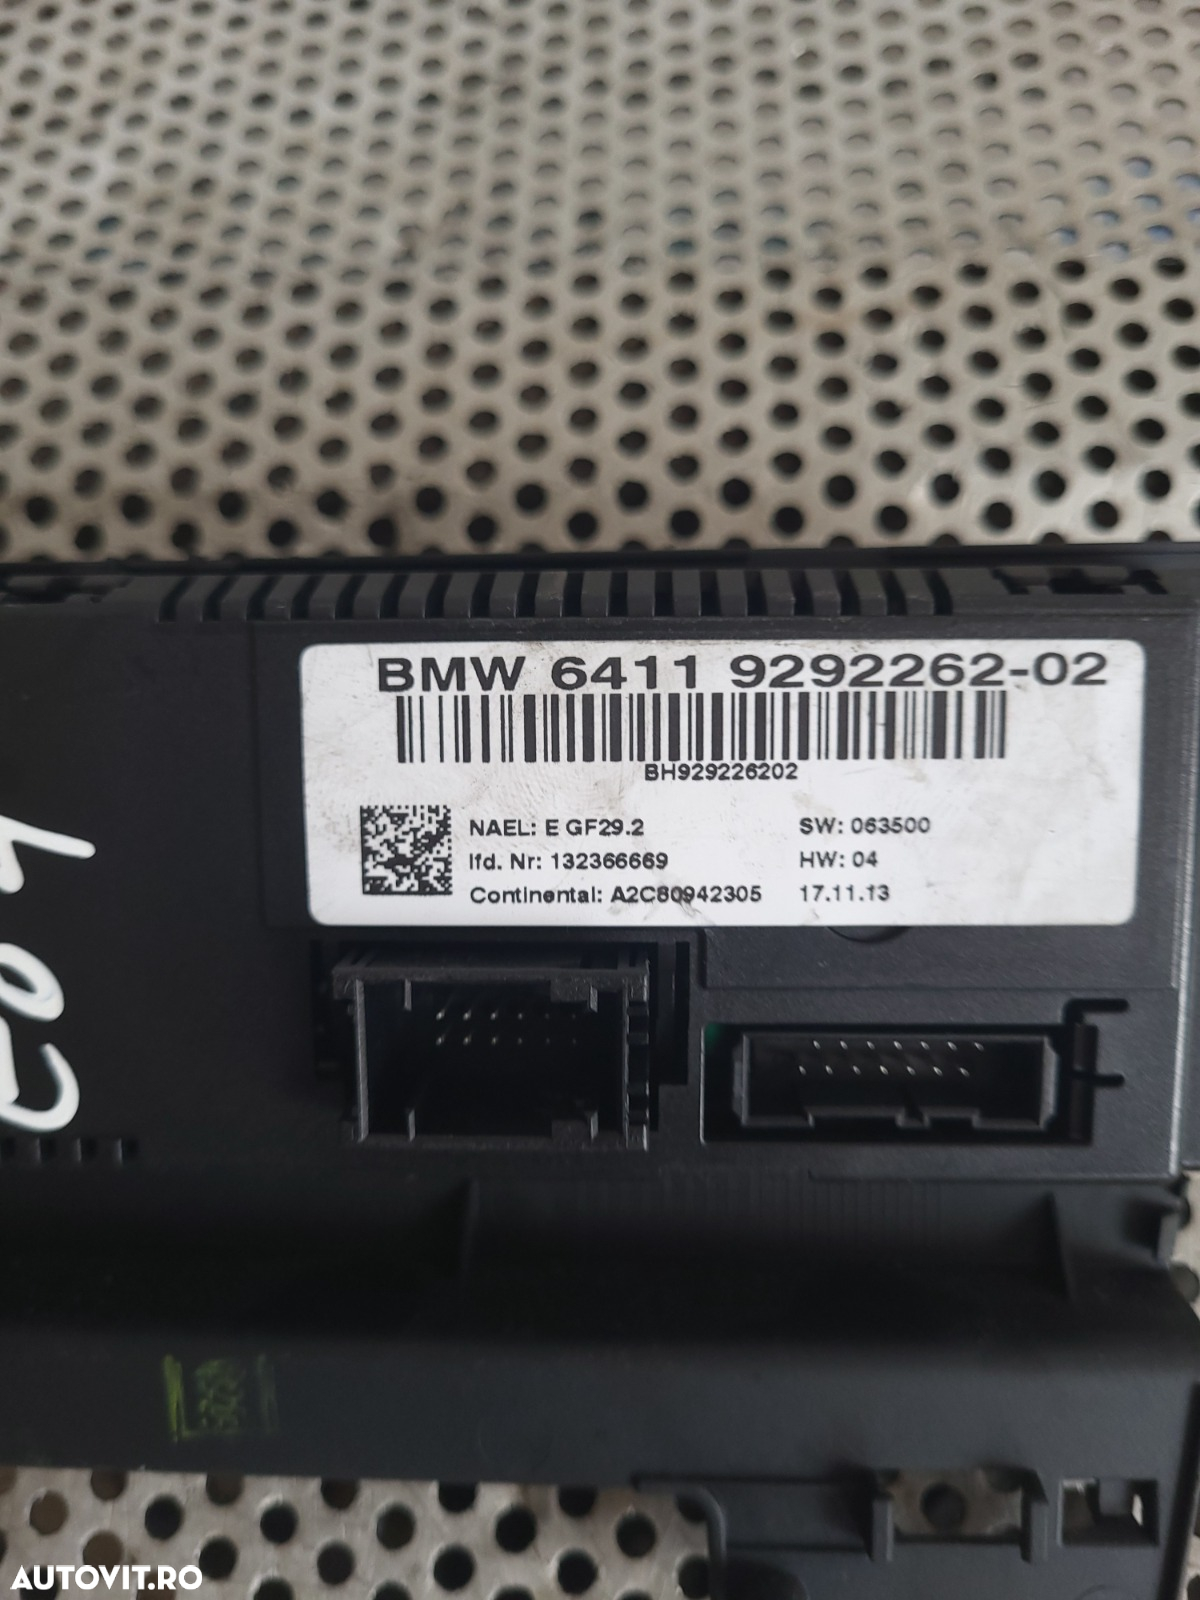 BMW 6411 9292262-02
BH929226202
NAEL: E GF29.2
SW: 063500
lfd. Nr: 132366669
HW: 04
Continental: A2C80942305
17.11.13
AUTOVIT.RO